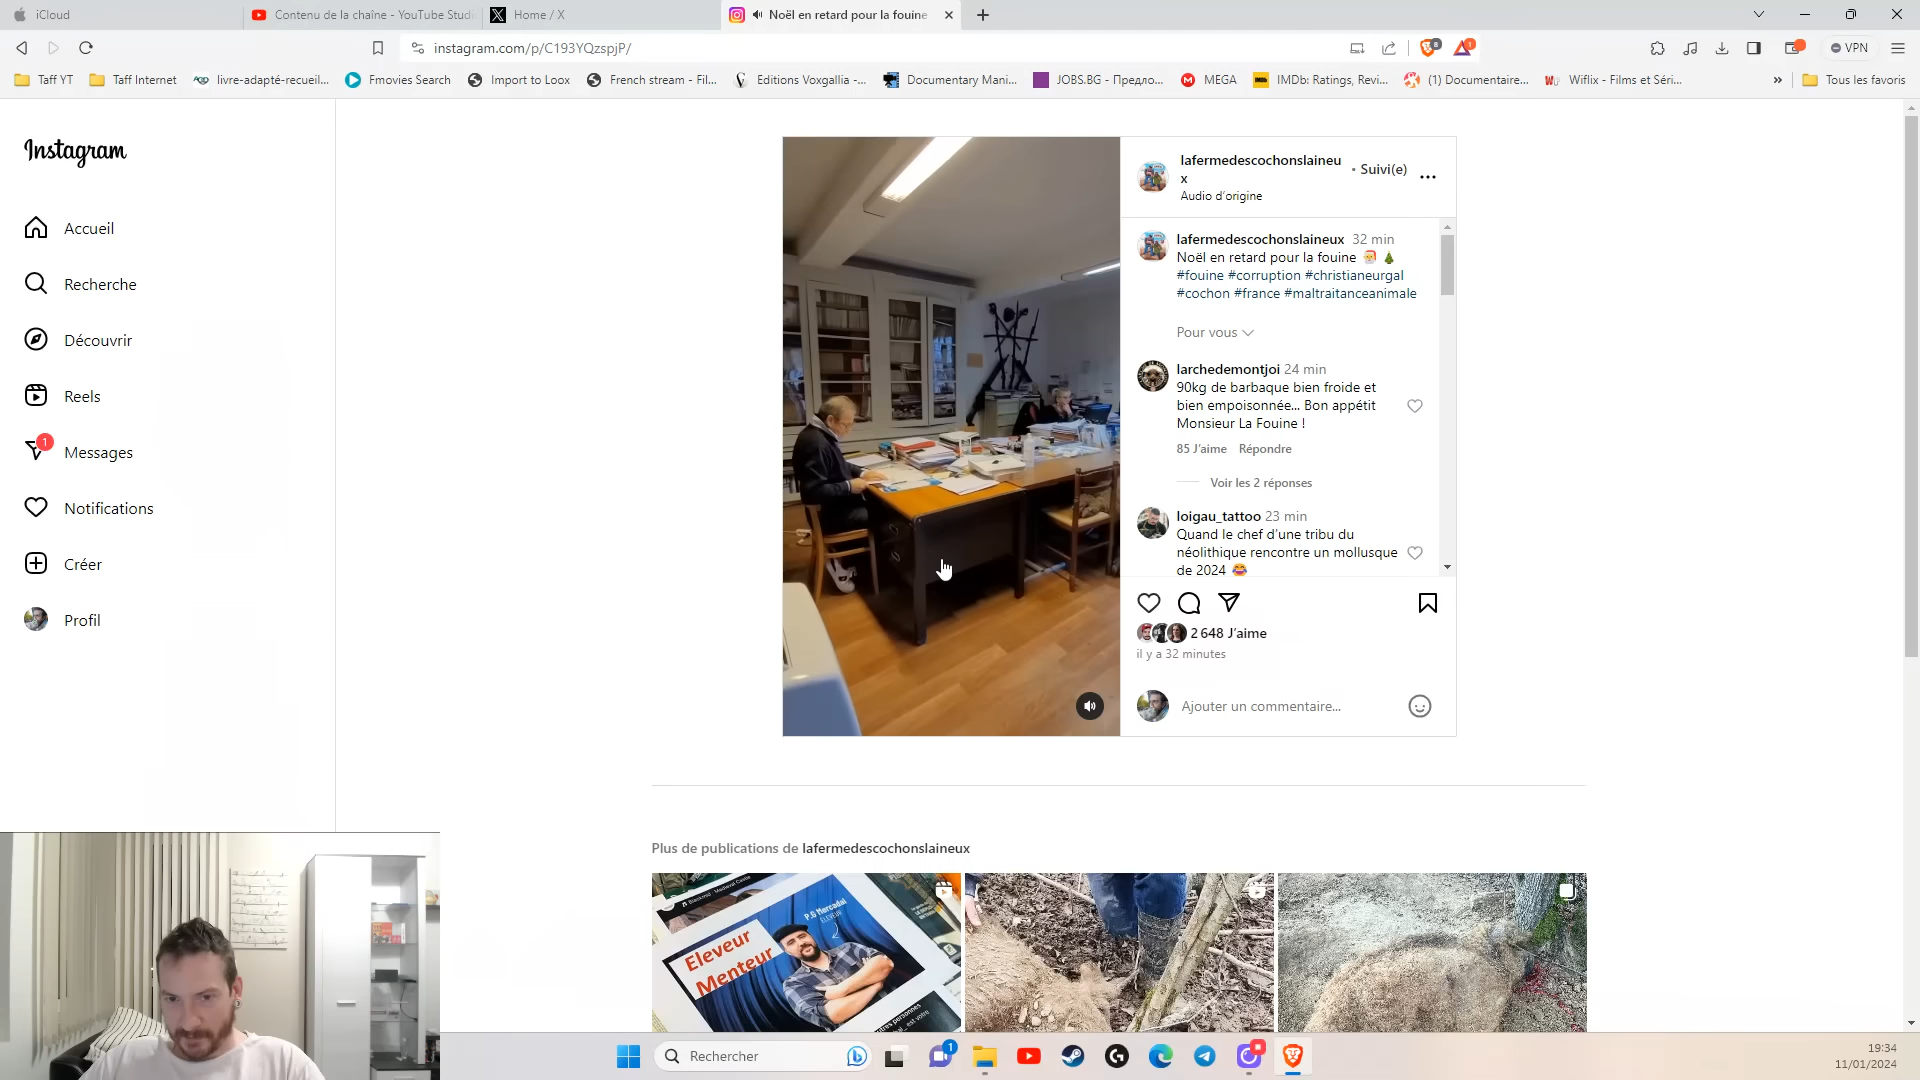 iCloud
Contenu de la chaîne - YouTube Studi
Home / X
Noël en retard pour la fouine
instagram.com/p/C193YQzspjP/
8
1
VPN
Taff YT
Taff Internet
livre-adapté-recueil...
Fmovies Search
Import to Loox
French stream - Fil...
Editions Voxgallia -...
Documentary Mani...
JOBS.BG - Предло...
MEGA
IMDb: Ratings, Revi...
(1) Documentaire...
Wiflix - Films et Séri...
»
Tous les favoris
Instagram
Accueil
Recherche
Découvrir
Reels
1
Messages
Notifications
Créer
Profil
lafermedescochonslaineu
x
• Suivi(e)
Audio d'origine
lafermedescochonslaineux 32 min
Noël en retard pour la fouine 🎅 🎄
#fouine #corruption #christianeurgal
#cochon #france #maltraitanceanimale
Pour vous
larchedemontjoi 24 min
90kg de barbaque bien froide et
bien empoisonnée... Bon appétit
Monsieur La Fouine !
85 J'aime Répondre
Voir les 2 réponses
loigau_tattoo 23 min
Quand le chef d'une tribu du
néolithique rencontre un mollusque
de 2024 😂
2 648 J'aime
il y a 32 minutes
Ajouter un commentaire...
Plus de publications de lafermedescochonslaineux
P.G Mercadal
ELEVEUR
Eleveur
Menteur
Rechercher
1
19:34
11/01/2024